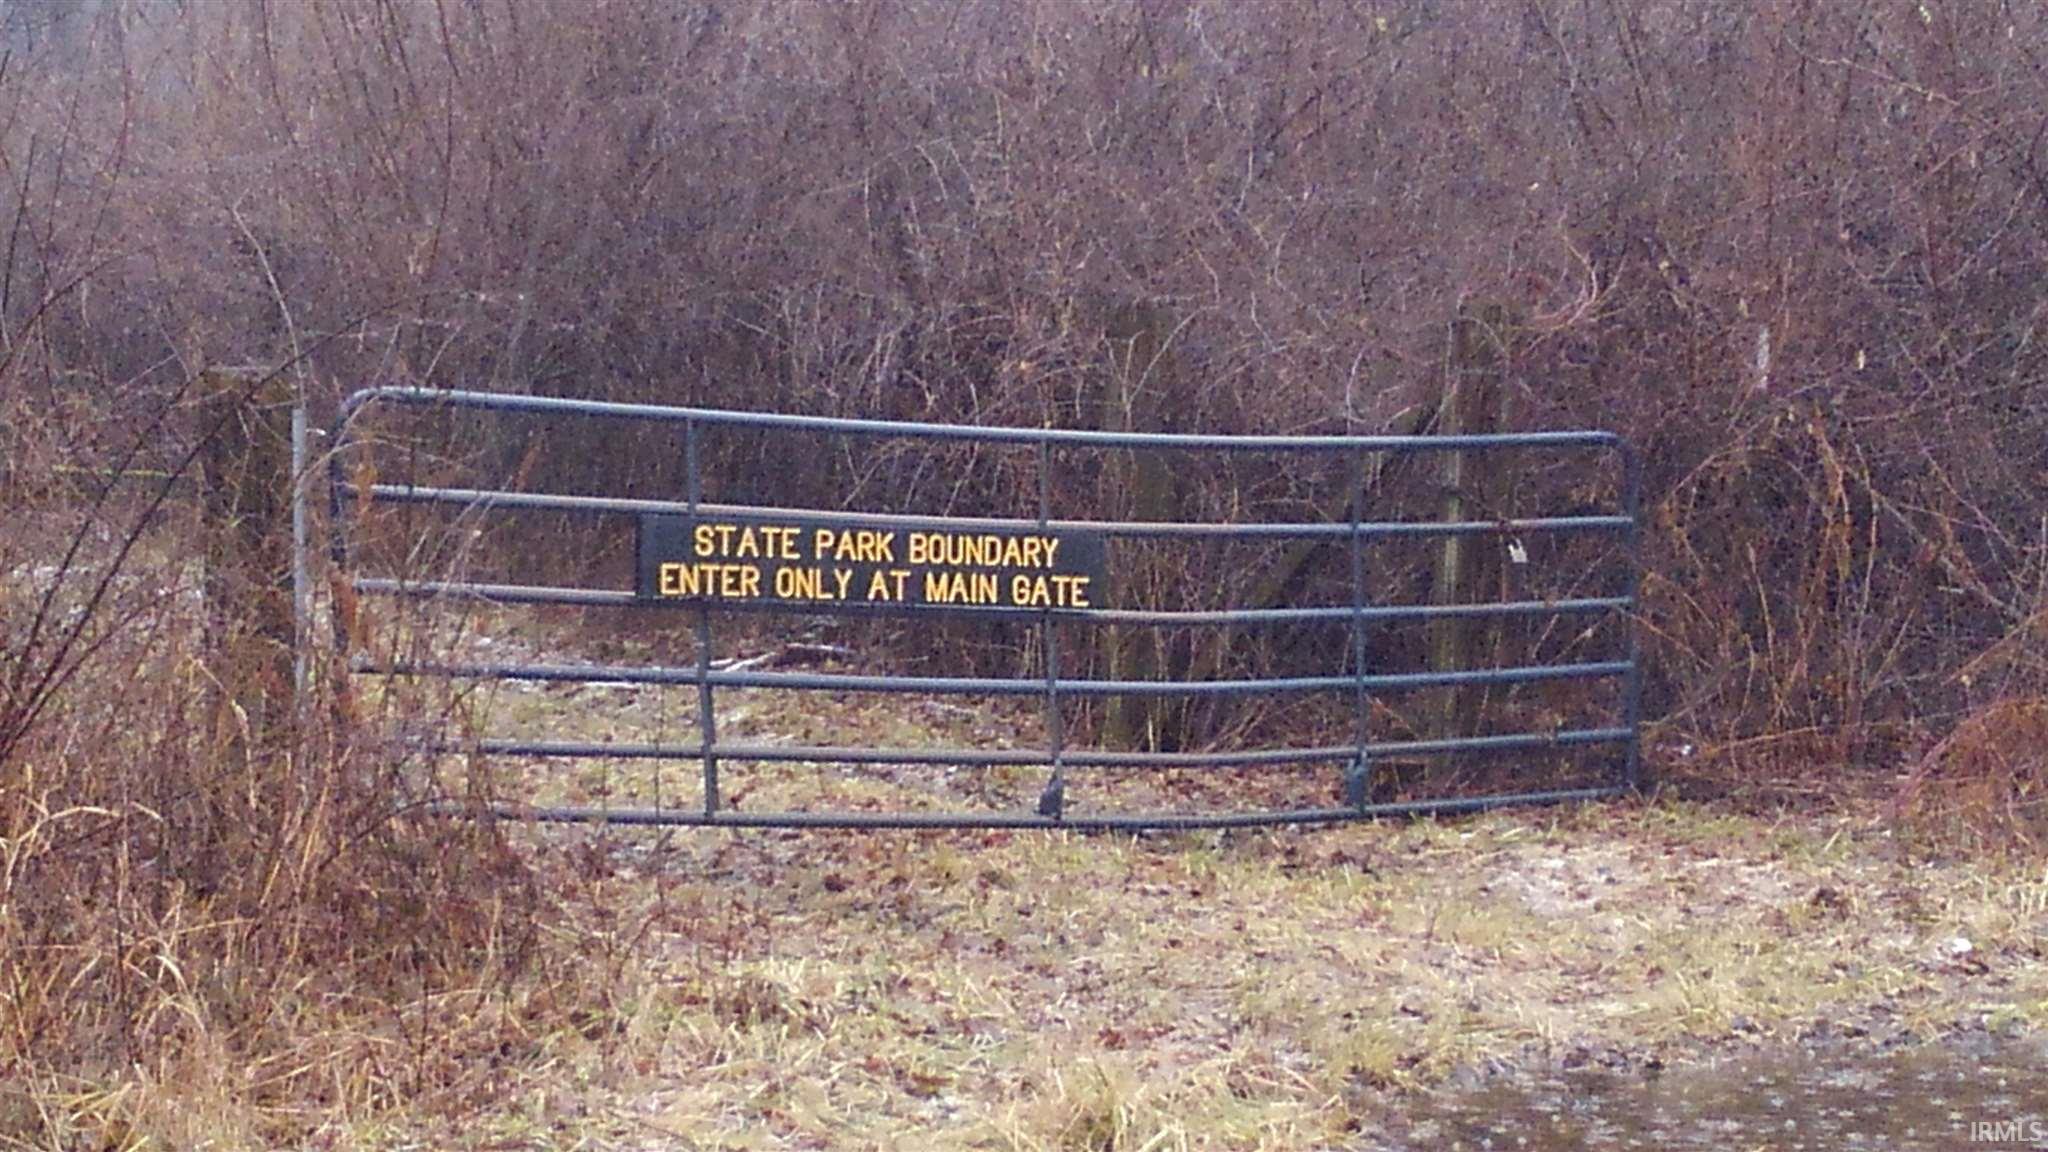 STATE PARK BOUNDARY
ENTER ONLY AT MAIN GATE
IRMLS